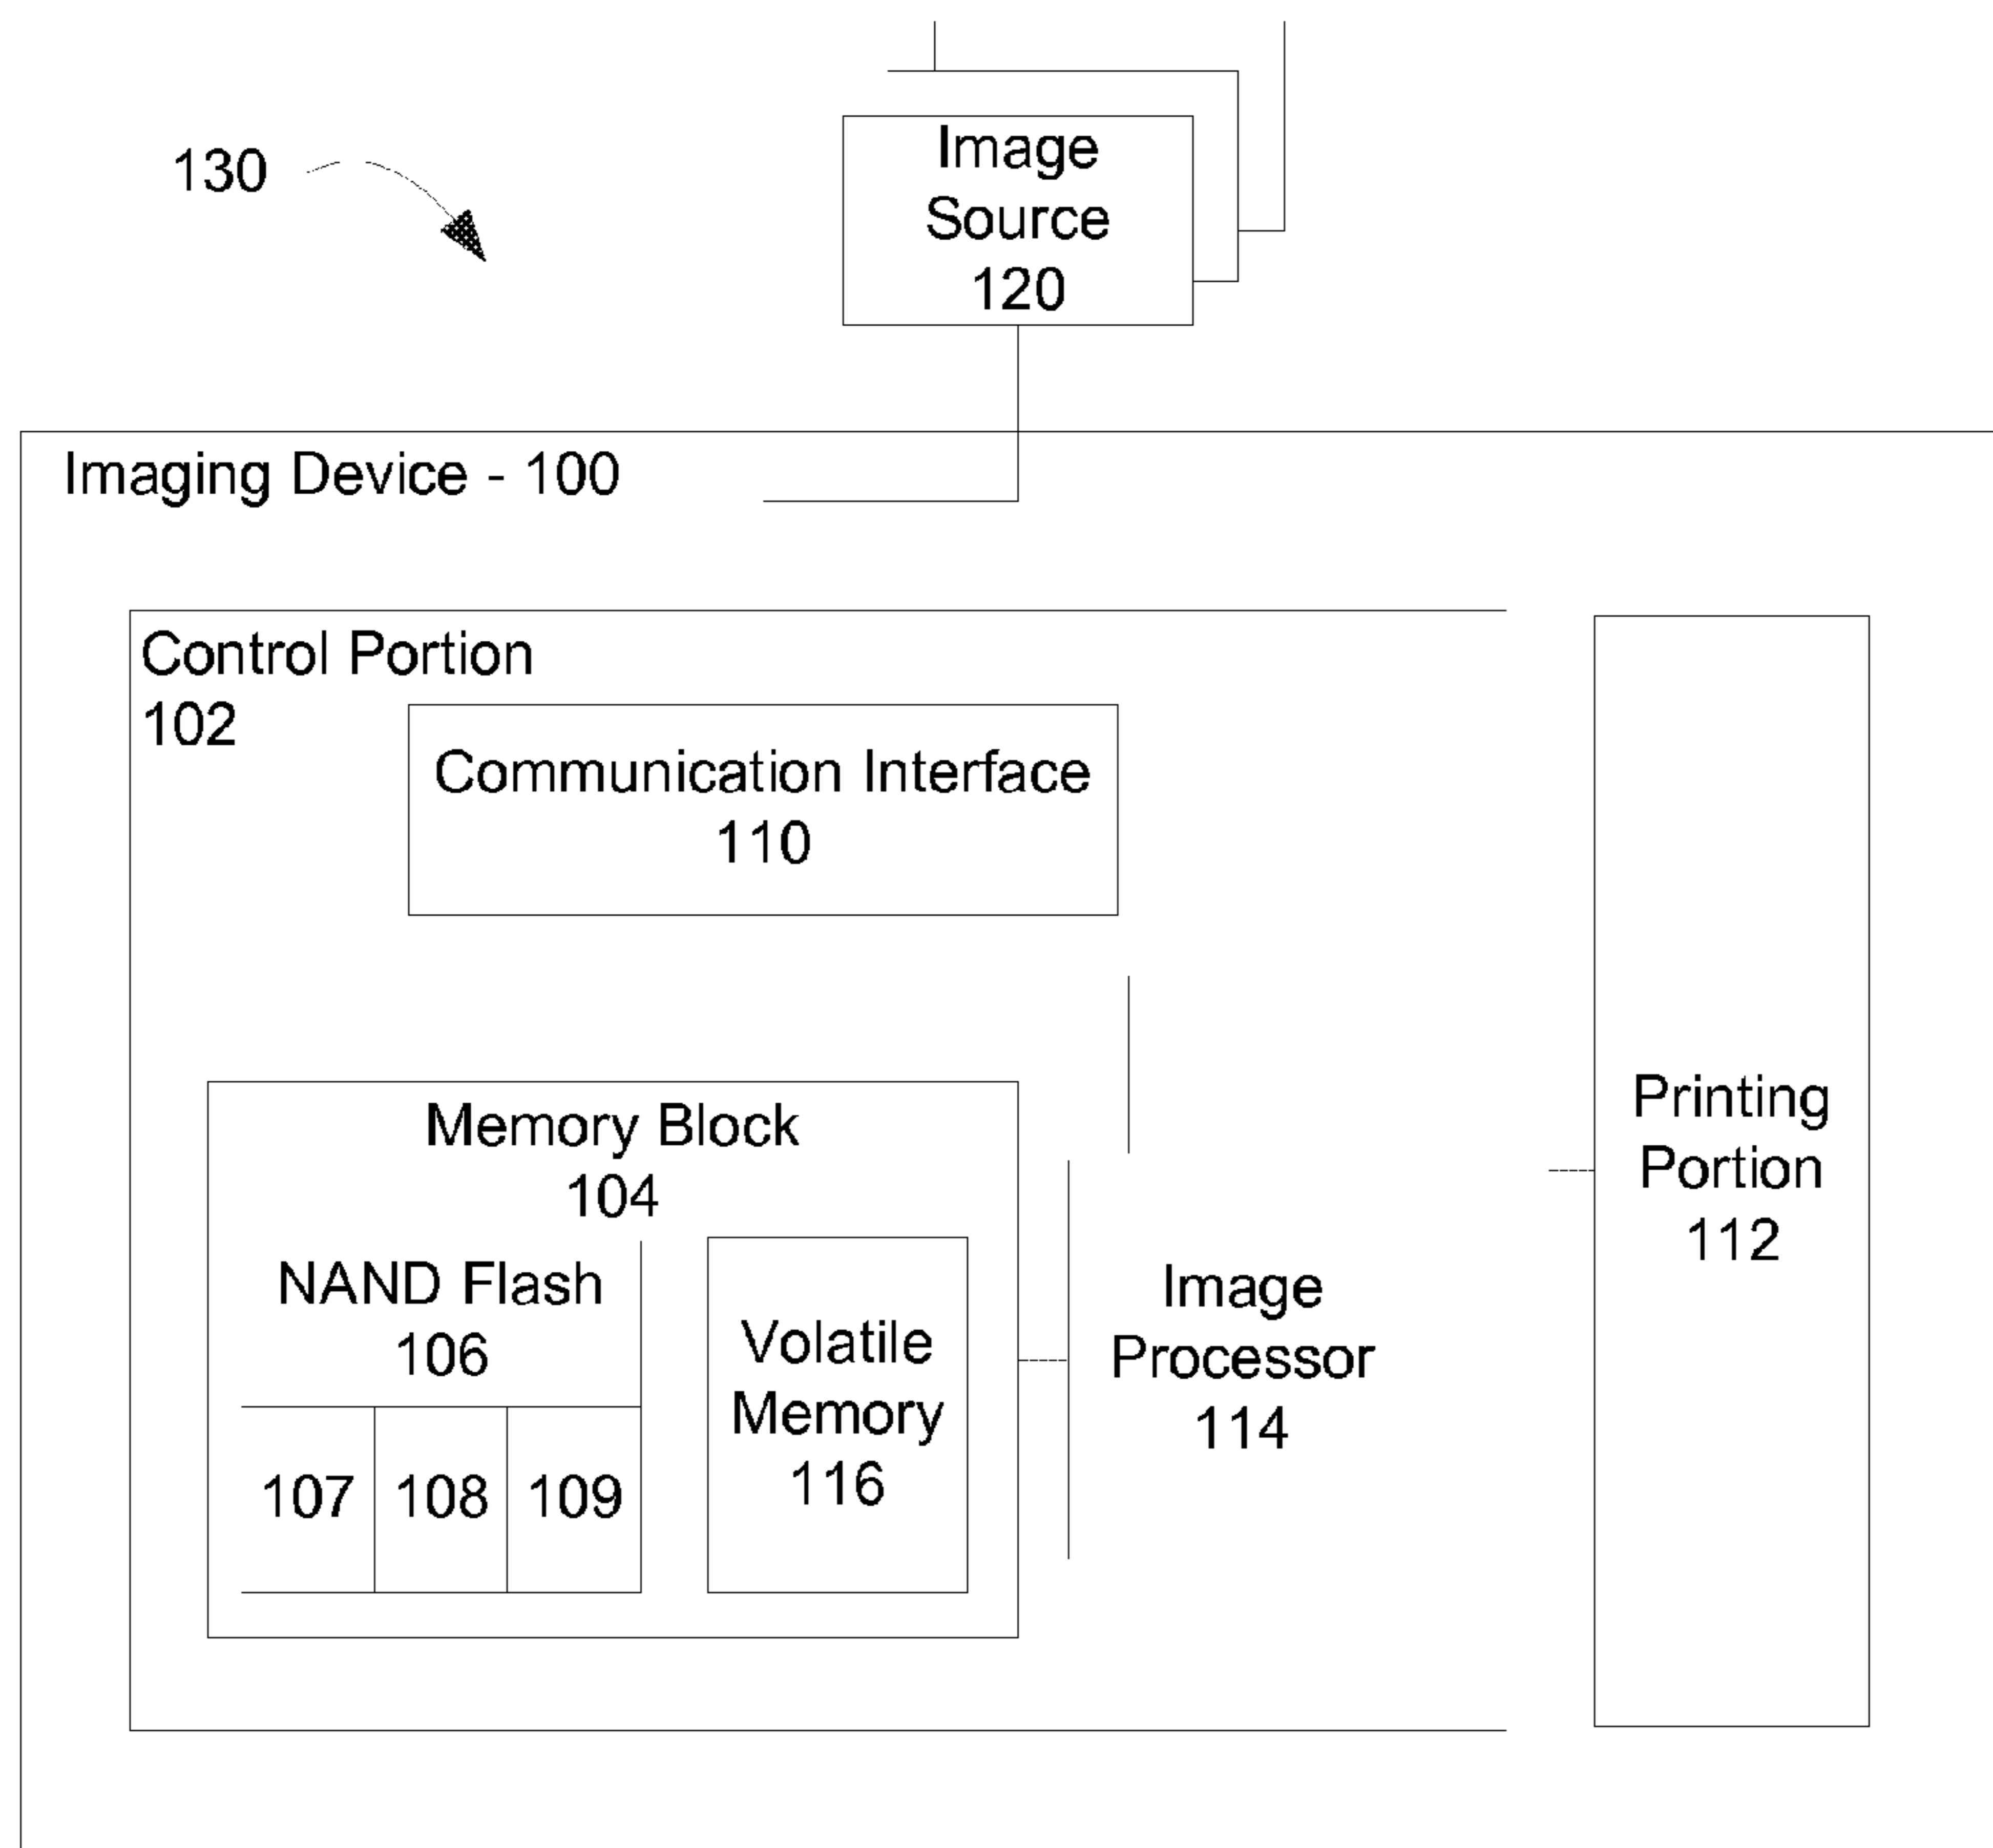 130
Image
Source
120
Imaging Device - 100
Control Portion
102
Communication Interface
110
Memory Block
104
NAND Flash
106
107 108 109
Volatile
Memory
116
Image
Processor
114
Printing
Portion
112